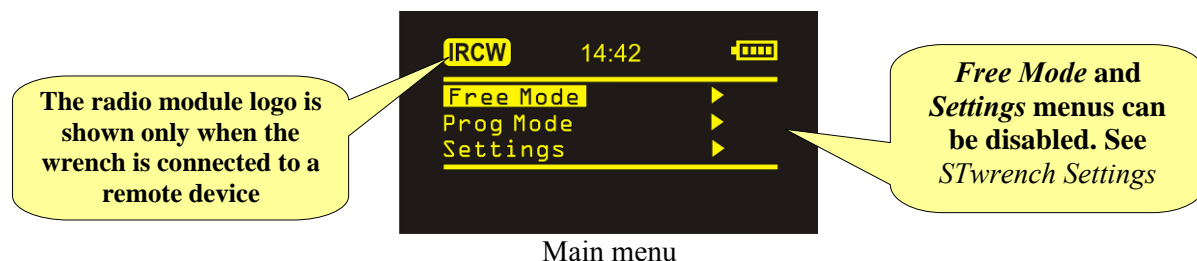 The radio module logo is
shown only when the
wrench is connected to a
remote device
IRCW 14:42
Free Mode
Prog Mode
Settings
Free Mode and
Settings menus can
be disabled. See
STwrench Settings
Main menu